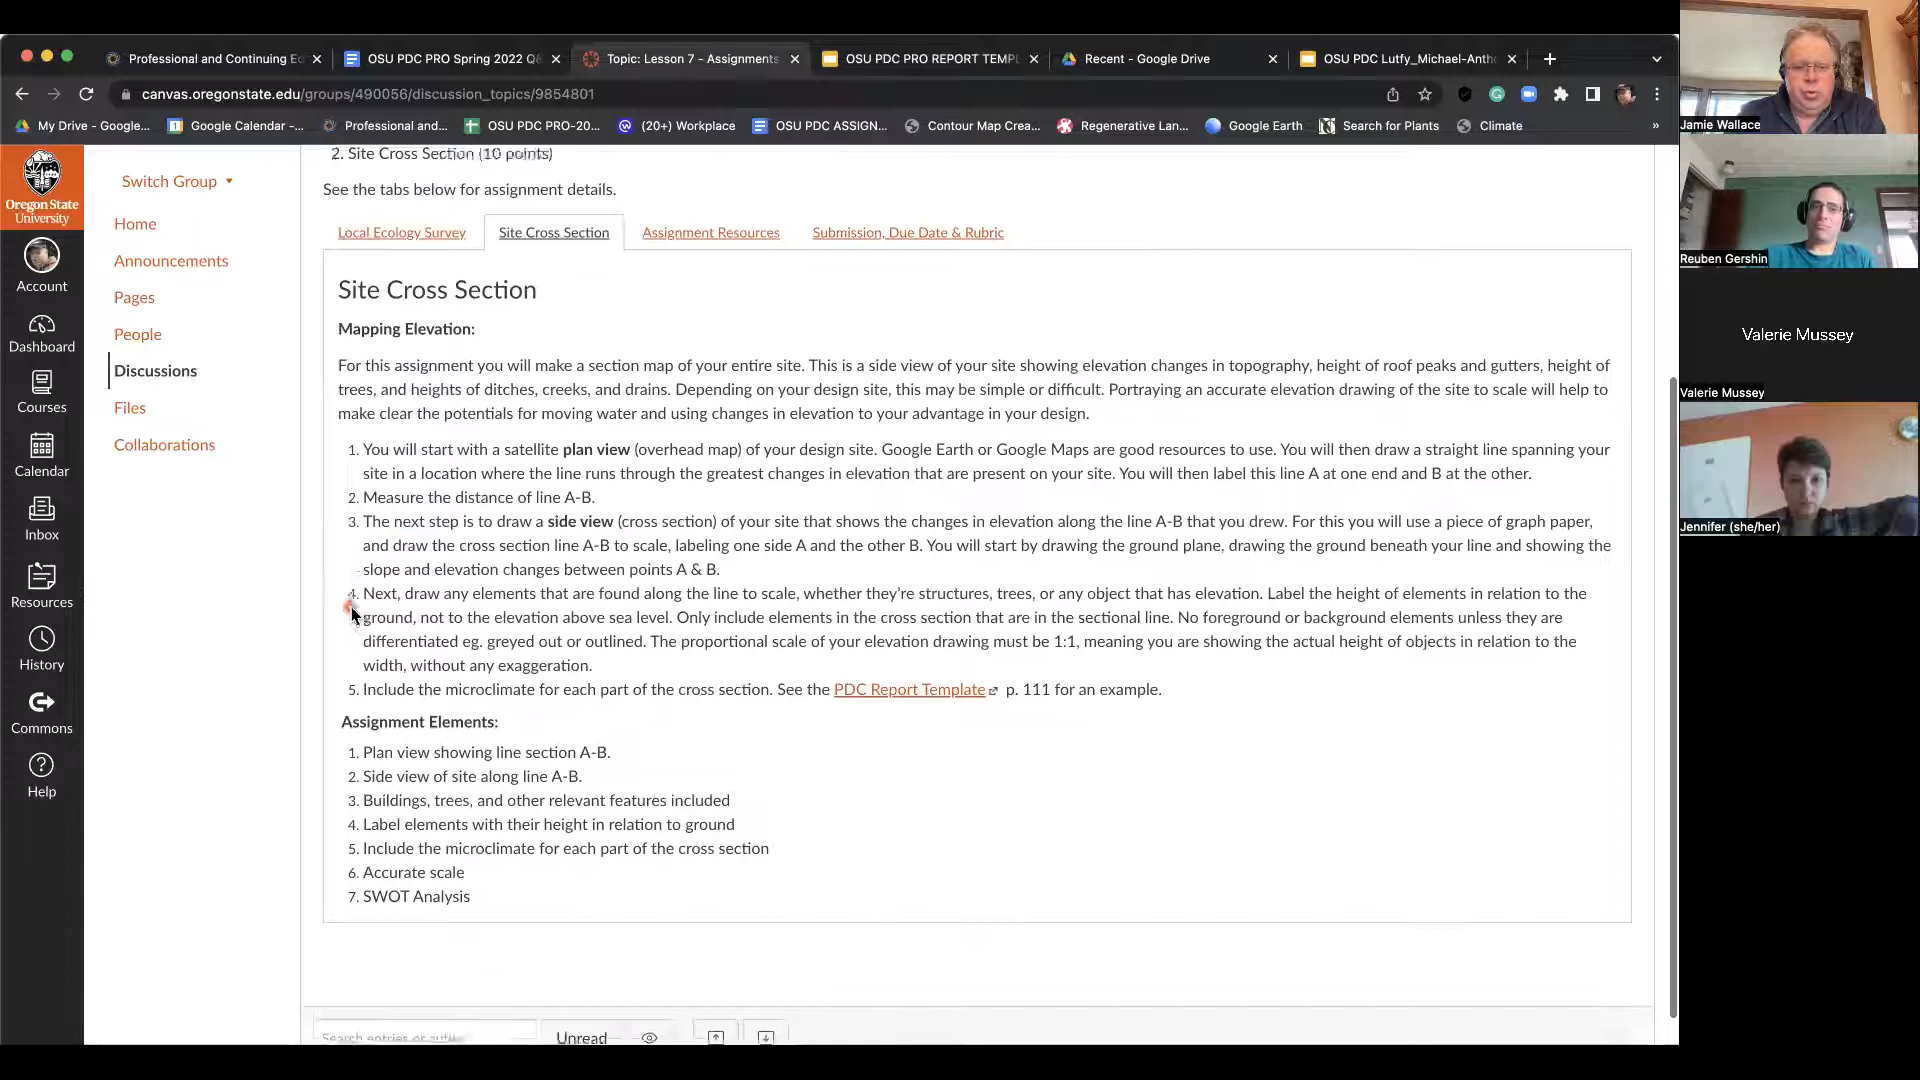 Professional and Continuing Ed
OSU PDC PRO Spring 2022 Q&
Topic: Lesson 7 - Assignments
OSU PDC PRO REPORT TEMPL
Recent - Google Drive
OSU PDC Lutfy_Michael-Anth
canvas.oregonstate.edu/groups/490056/discussion_topics/9854801
My Drive - Google...
Google Calendar -...
Professional and...
OSU PDC PRO-20...
(20+) Workplace
OSU PDC ASSIGN...
Contour Map Crea...
Regenerative Lan...
Google Earth
Search for Plants
Climate
»
Oregon State
University
Account
Dashboard
Courses
Calendar
Inbox
Resources
History
Commons
Help
Switch Group
Home
Announcements
Pages
People
Discussions
Files
Collaborations
2. Site Cross Section (10 points)
See the tabs below for assignment details.
Local Ecology Survey
Site Cross Section
Assignment Resources
Submission, Due Date & Rubric
Site Cross Section
Mapping Elevation:
For this assignment you will make a section map of your entire site. This is a side view of your site showing elevation changes in topography, height of roof peaks and gutters, height of
trees, and heights of ditches, creeks, and drains. Depending on your design site, this may be simple or difficult. Portraying an accurate elevation drawing of the site to scale will help to
make clear the potentials for moving water and using changes in elevation to your advantage in your design.
1. You will start with a satellite plan view (overhead map) of your design site. Google Earth or Google Maps are good resources to use. You will then draw a straight line spanning your
site in a location where the line runs through the greatest changes in elevation that are present on your site. You will then label this line A at one end and B at the other.
2. Measure the distance of line A-B.
3. The next step is to draw a side view (cross section) of your site that shows the changes in elevation along the line A-B that you drew. For this you will use a piece of graph paper,
and draw the cross section line A-B to scale, labeling one side A and the other B. You will start by drawing the ground plane, drawing the ground beneath your line and showing the
slope and elevation changes between points A & B.
4. Next, draw any elements that are found along the line to scale, whether they're structures, trees, or any object that has elevation. Label the height of elements in relation to the
ground, not to the elevation above sea level. Only include elements in the cross section that are in the sectional line. No foreground or background elements unless they are
differentiated eg. greyed out or outlined. The proportional scale of your elevation drawing must be 1:1, meaning you are showing the actual height of objects in relation to the
width, without any exaggeration.
5. Include the microclimate for each part of the cross section. See the PDC Report Template p. 111 for an example.
Assignment Elements:
1. Plan view showing line section A-B.
2. Side view of site along line A-B.
3. Buildings, trees, and other relevant features included
4. Label elements with their height in relation to ground
5. Include the microclimate for each part of the cross section
6. Accurate scale
7. SWOT Analysis
Search entries or
Unread
Jamie Wallace
Reuben Gershin
Valerie Mussey
Valerie Mussey
Jennifer (she/her)